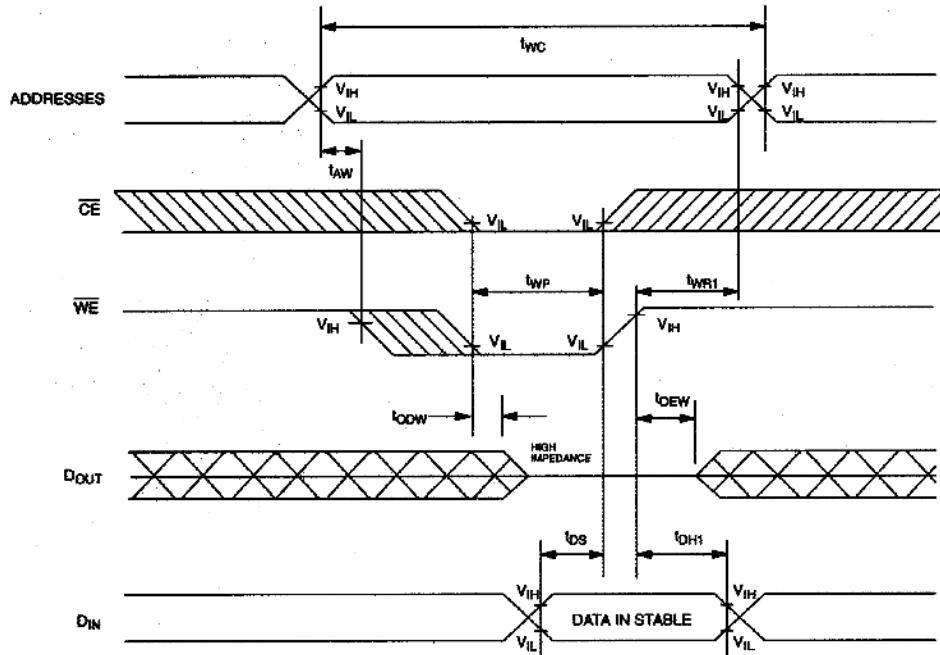 tWC
ADDRESSES
VIH
VIL
VIH
VIL
VIH
VIL
tAW
CE
VIL
VIL
tWP
tWR1
WE
VIH
VIL
VIL
VIH
tODW
tOEW
HIGH
IMPEDANCE
DOUT
tDS
tDH1
DIN
VIH
VIL
DATA IN STABLE
VIH
VIL